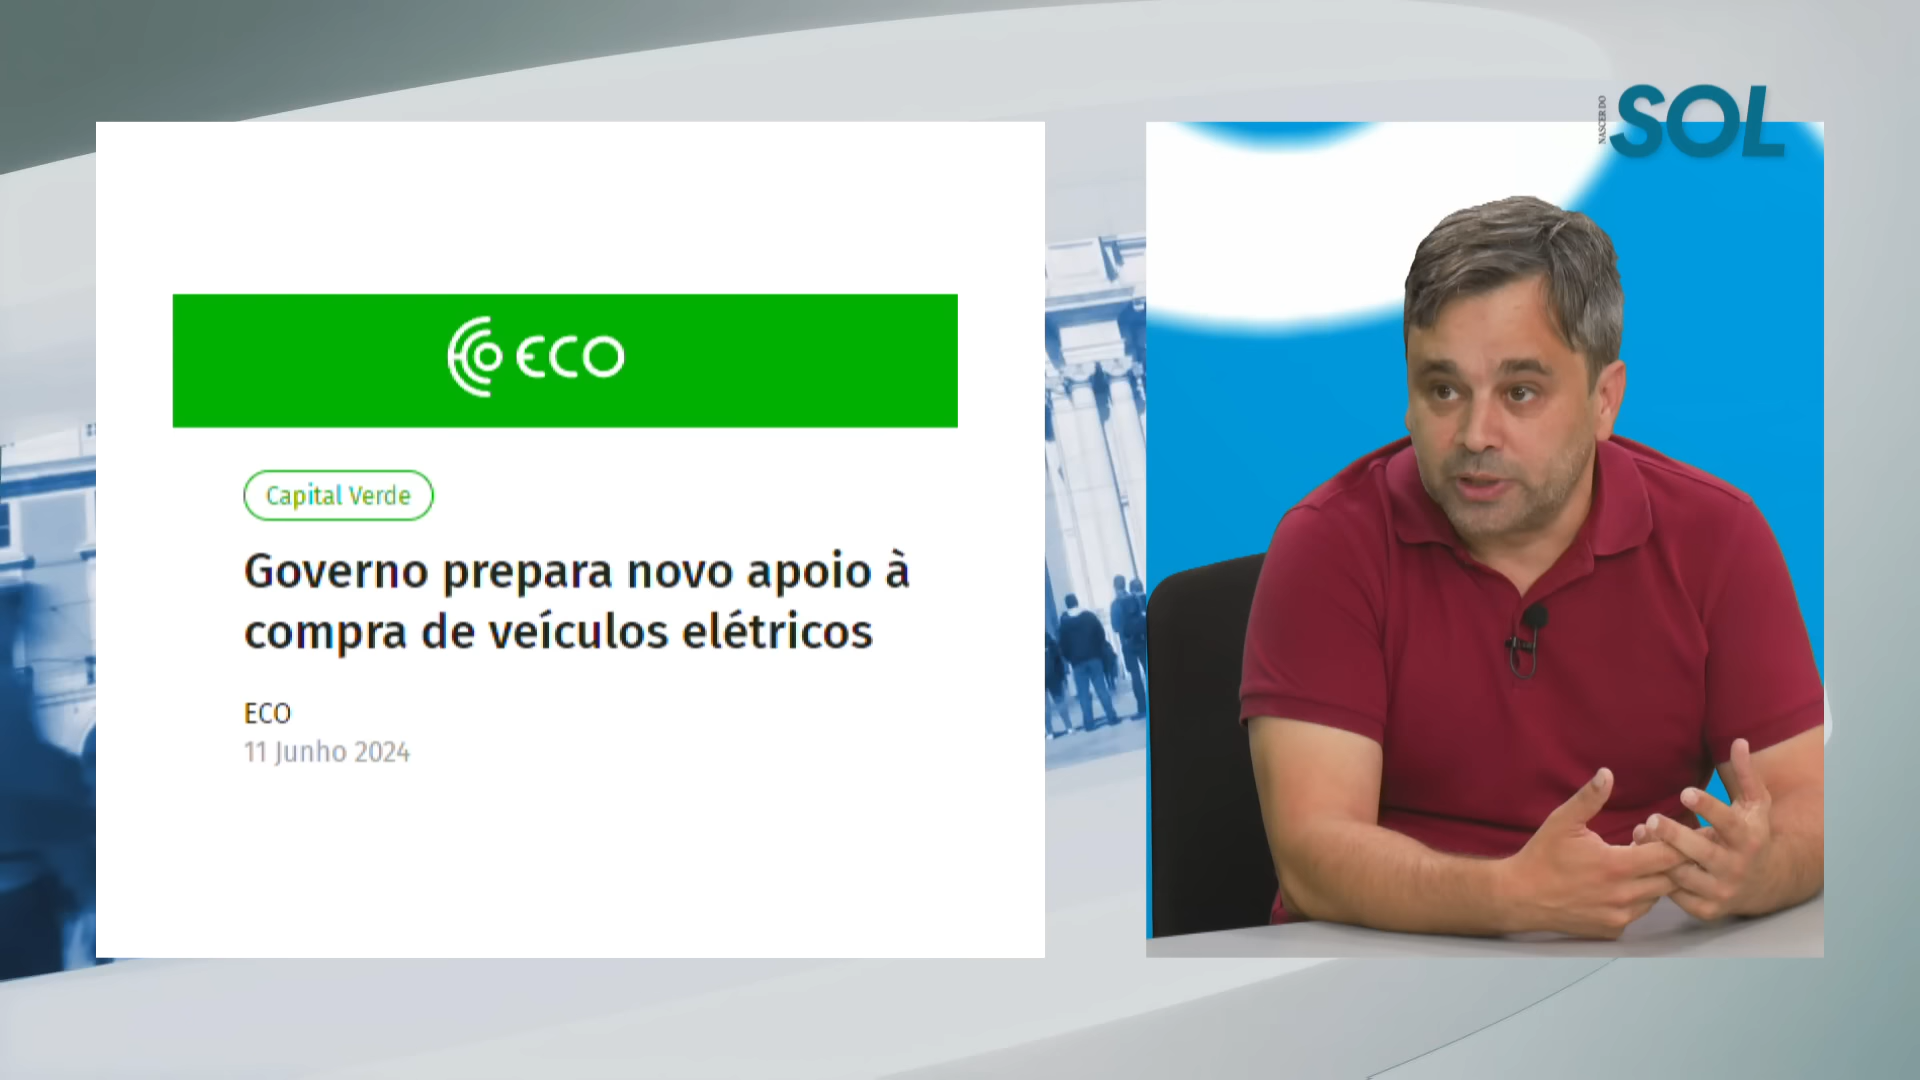 NASCER DO
SOL
ECO
Capital Verde
Governo prepara novo apoio à
compra de veículos elétricos
ECO
11 Junho 2024